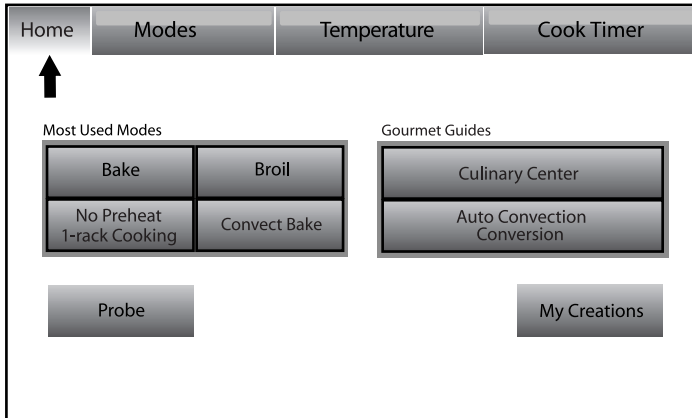 Home
Modes
Temperature
Cook Timer
Most Used Modes
Gourmet Guides
Bake
Broil
Culinary Center
No Preheat
1-rack Cooking
Convect Bake
Auto Convection
Conversion
Probe
My Creations